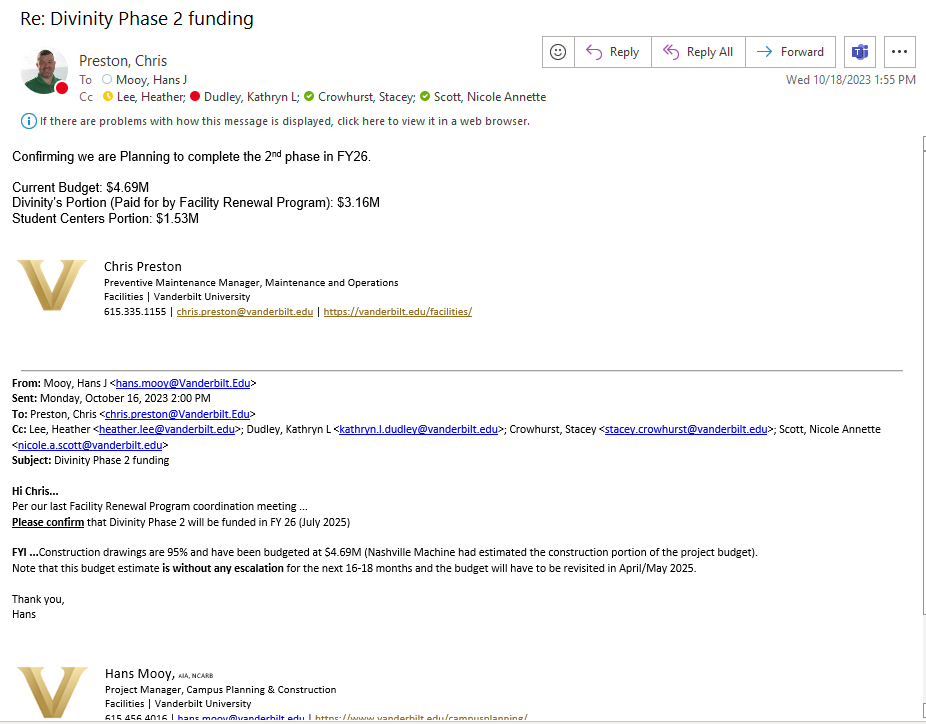 Re: Divinity Phase 2 funding
Preston, Chris
To Mooy, Hans J
Cc Lee, Heather; Dudley, Kathryn L; Crowhurst, Stacey; Scott, Nicole Annette
Reply
Reply All
Forward
Wed 10/18/2023 1:55 PM
If there are problems with how this message is displayed, click here to view it in a web browser.
Confirming we are Planning to complete the 2nd phase in FY26.
Current Budget: $4.69M
Divinity's Portion (Paid for by Facility Renewal Program): $3.16M
Student Centers Portion: $1.53M
Chris Preston
Preventive Maintenance Manager, Maintenance and Operations
Facilities | Vanderbilt University
615.335.1155 | chris.preston@vanderbilt.edu | https://vanderbilt.edu/facilities/
From: Mooy, Hans J <hans.mooy@Vanderbilt.Edu>
Sent: Monday, October 16, 2023 2:00 PM
To: Preston, Chris <chris.preston@Vanderbilt.Edu>
Cc: Lee, Heather <heather.lee@vanderbilt.edu>; Dudley, Kathryn L <kathryn.l.dudley@vanderbilt.edu>; Crowhurst, Stacey <stacey.crowhurst@vanderbilt.edu>; Scott, Nicole Annette
<nicole.a.scott@vanderbilt.edu>
Subject: Divinity Phase 2 funding
Hi Chris...
Per our last Facility Renewal Program coordination meeting ...
Please confirm that Divinity Phase 2 will be funded in FY 26 (July 2025)
FYI ...Construction drawings are 95% and have been budgeted at $4.69M (Nashville Machine had estimated the construction portion of the project budget).
Note that this budget estimate is without any escalation for the next 16-18 months and the budget will have to be revisited in April/May 2025.
Thank you,
Hans
Hans Mooy, AIA, NCARB
Project Manager, Campus Planning & Construction
Facilities | Vanderbilt University
615.456.4016 | hans.mooy@vanderbilt.edu | https://www.vanderbilt.edu/campusplanning/